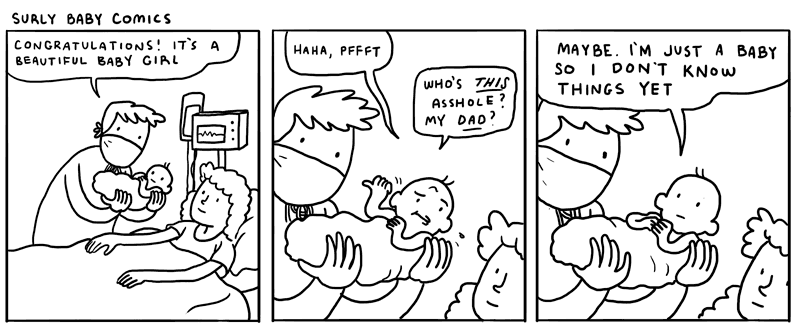 SURLY BABY COMICS
CONGRATULATIONS! IT'S A
BEAUTIFUL BABY GIRL
HAHA, PFFFT
WHO'S THIS
ASSHOLE?
MY DAD?
MAYBE. I'M JUST A BABY
SO I DON'T KNOW
THINGS YET